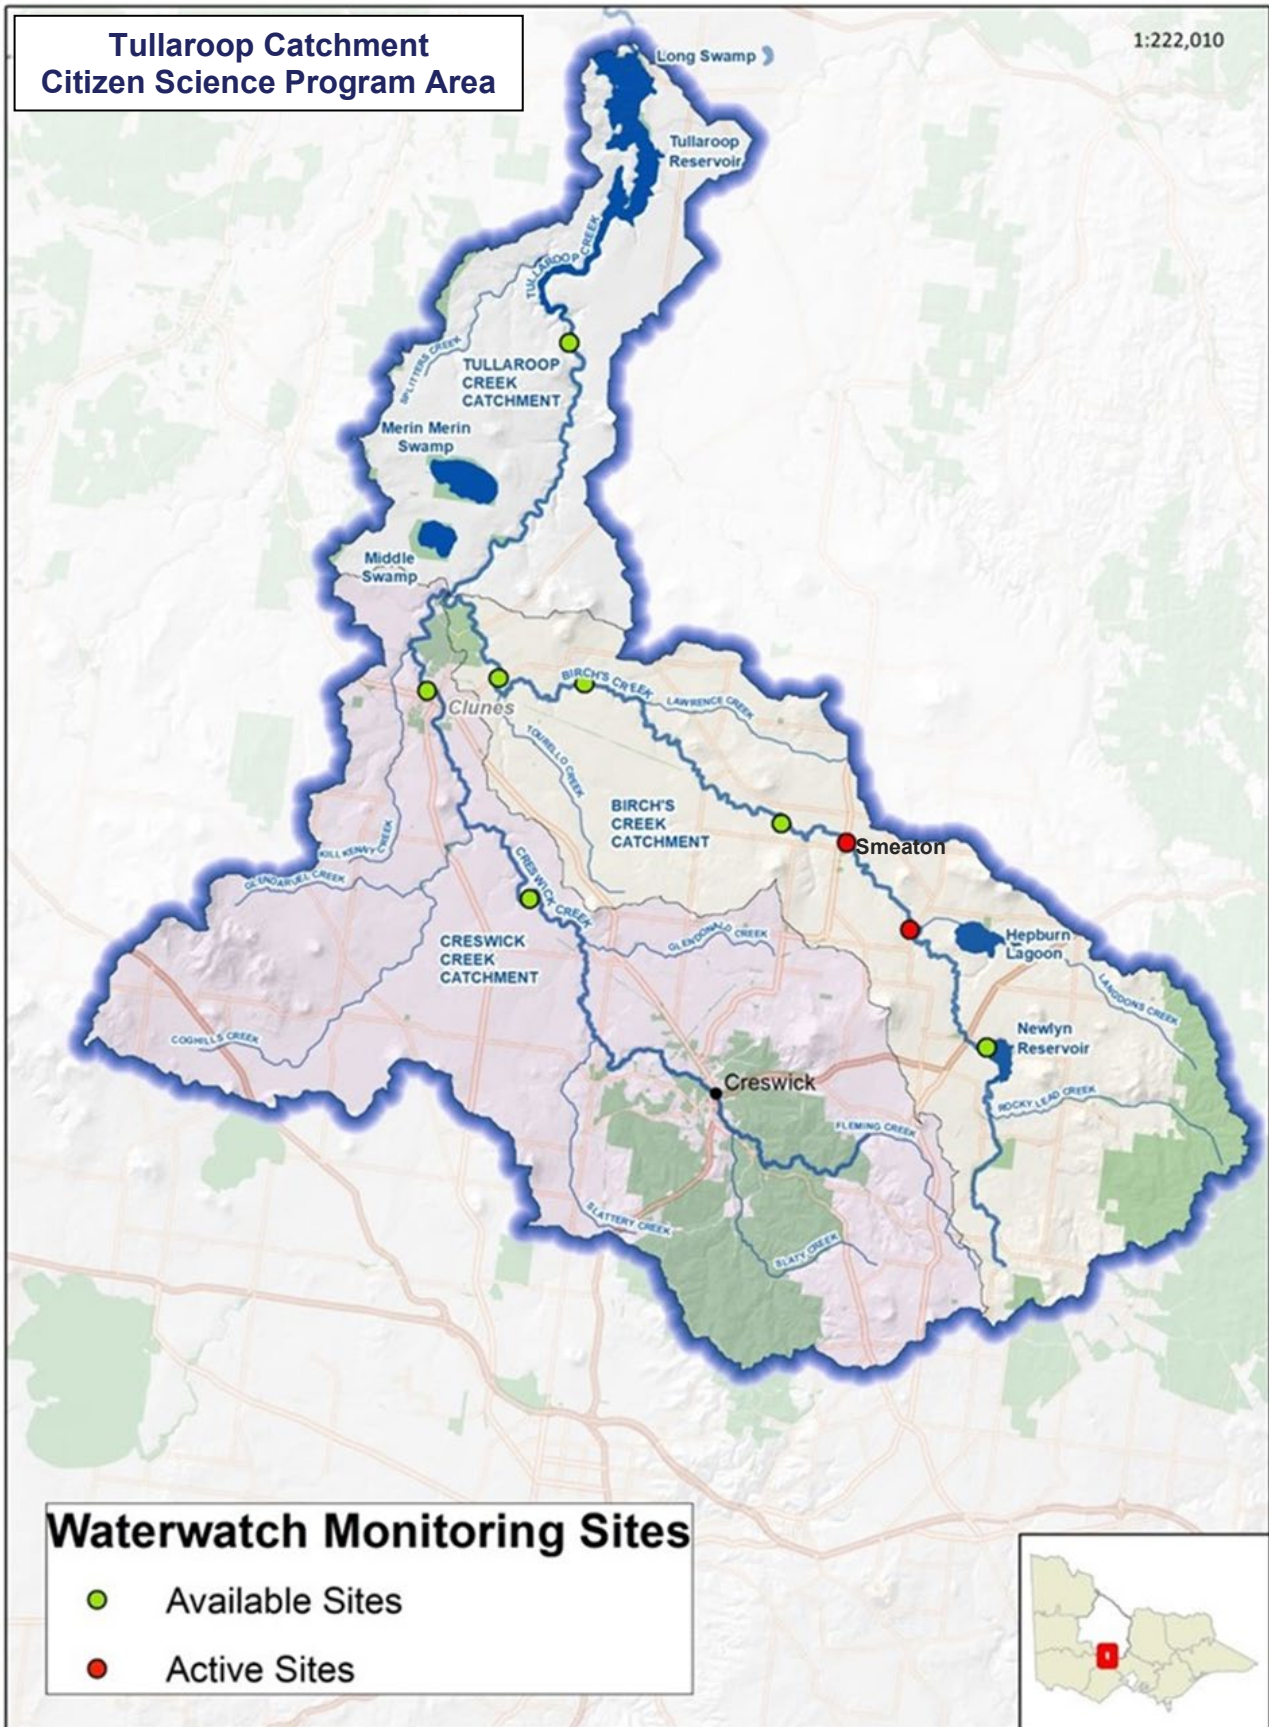 Tullaroop Catchment
Citizen Science Program Area
1:222,010
Long Swamp
Tullaroop
Reservoir
TULLAROOP CREEK
SPLITTERS CREEK
TULLAROOP
CREEK
CATCHMENT
Merin Merin
Swamp
Middle
Swamp
BIRCH'S CREEK
LAWRENCE CREEK
Clunes
TOURELLO CREEK
BIRCH'S
CREEK
CATCHMENT
Smeaton
KILKENNY CREEK
GLENDARUEL CREEK
CRESWICK CREEK
GLENDONALD CREEK
CRESWICK
CREEK
CATCHMENT
Hepburn
Lagoon
LANGDONS CREEK
COGHILLS CREEK
Newlyn
Reservoir
Creswick
ROCKY LEAD CREEK
FLEMING CREEK
SLATTERY CREEK
SLATY CREEK
Waterwatch Monitoring Sites
Available Sites
Active Sites